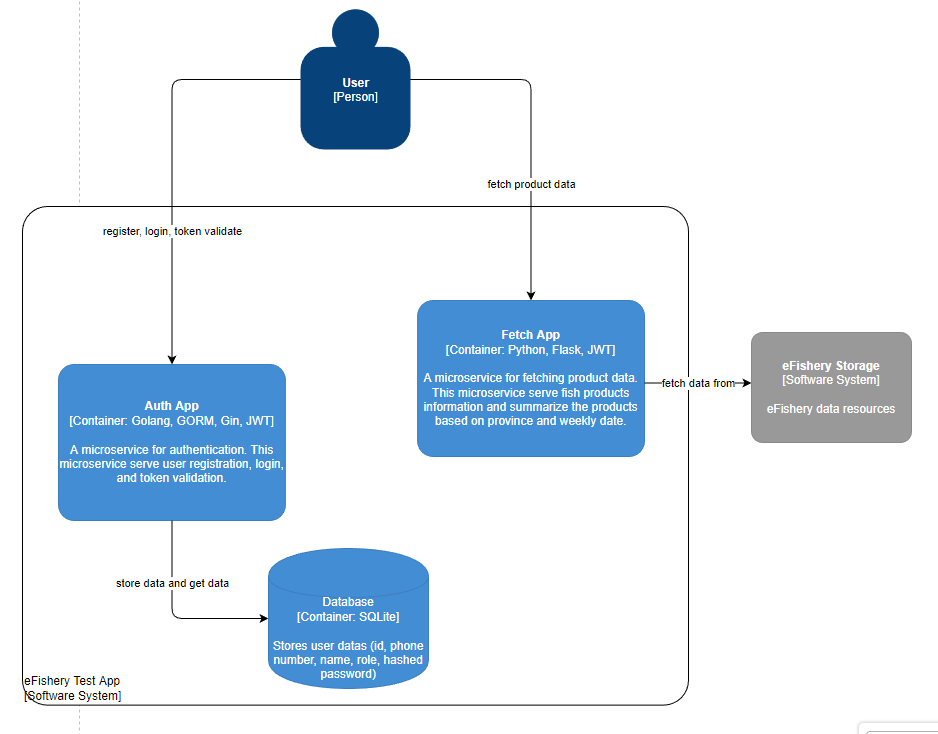 User
[Person]
fetch product data
register, login, token validate
Fetch App
[Container: Python, Flask, JWT]
A microservice for fetching product data.
This microservice serve fish products
information and summarize the products
based on province and weekly date.
fetch data from
eFishery Storage
[Software System]
eFishery data resources
Auth App
[Container: Golang, GORM, Gin, JWT]
A microservice for authentication. This
microservice serve user registration, login,
and token validation.
store data and get data
Database
[Container: SQLite]
Stores user datas (id, phone
number, name, role, hashed
password)
eFishery Test App
[Software System]